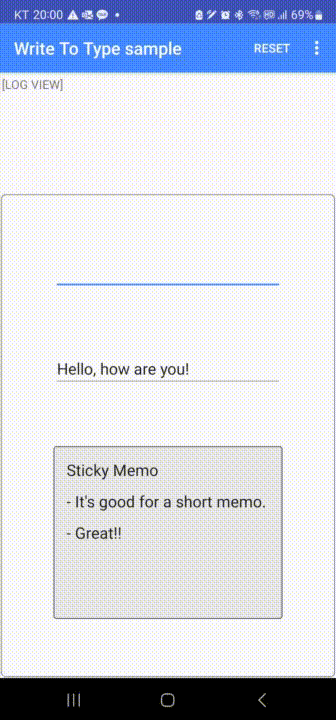 KT 20:00 69%
Write To Type sample RESET
[LOG VIEW]
Hello, how are you!
Sticky Memo
- It's good for a short memo.
- Great!!